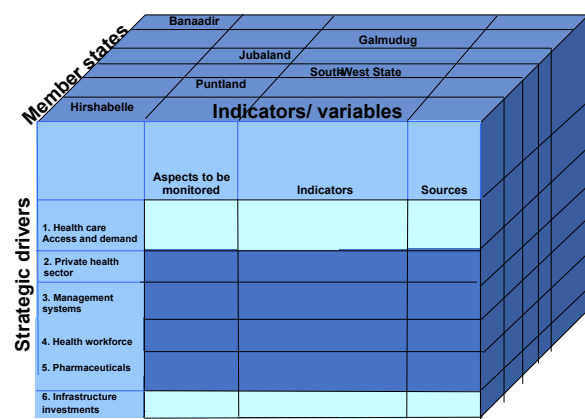 Banaadir
Galmudug
Jubaland
South West State
Puntland
Hirshabelle
Member states
Indicators/ variables
Aspects to be
monitored
Indicators
Sources
Strategic drivers
1. Health care
Access and demand
2. Private health
sector
3. Management
systems
4. Health workforce
5. Pharmaceuticals
6. Infrastructure
investments